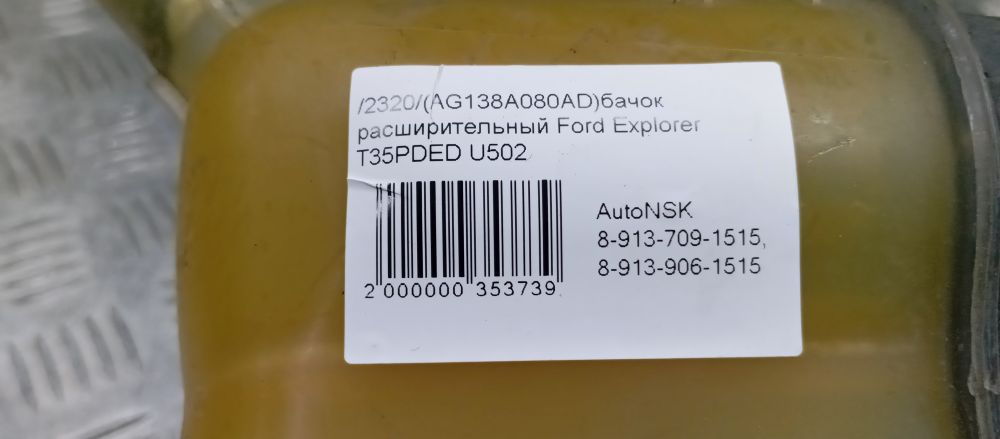 /2320/(AG138A080AD)бачок
расширительный Ford Explorer
T35PDED U502
AutoNSK
8-913-709-1515,
8-913-906-1515
2 000000 353739